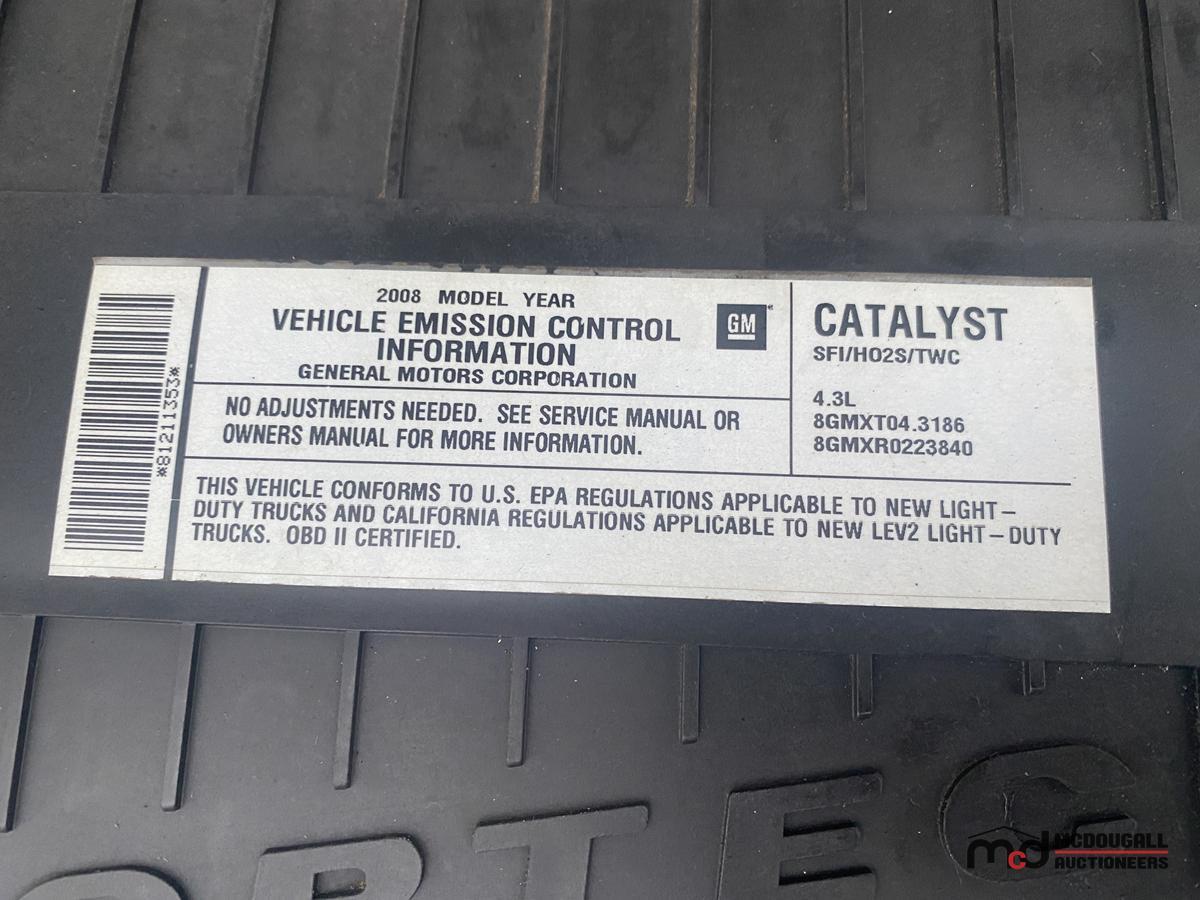 *81211353*
2008 MODEL YEAR
VEHICLE EMISSION CONTROL
INFORMATION
GENERAL MOTORS CORPORATION
GM
NO ADJUSTMENTS NEEDED. SEE SERVICE MANUAL OR
OWNERS MANUAL FOR MORE INFORMATION.
CATALYST
SFI/HO2S/TWC
4.3L
8GMXT04.3186
8GMXR0223840
THIS VEHICLE CONFORMS TO U.S. EPA REGULATIONS APPLICABLE TO NEW LIGHT–
DUTY TRUCKS AND CALIFORNIA REGULATIONS APPLICABLE TO NEW LEV2 LIGHT–DUTY
TRUCKS. OBD II CERTIFIED.
ORTEC
mcd MCDOUGALL
AUCTIONEERS